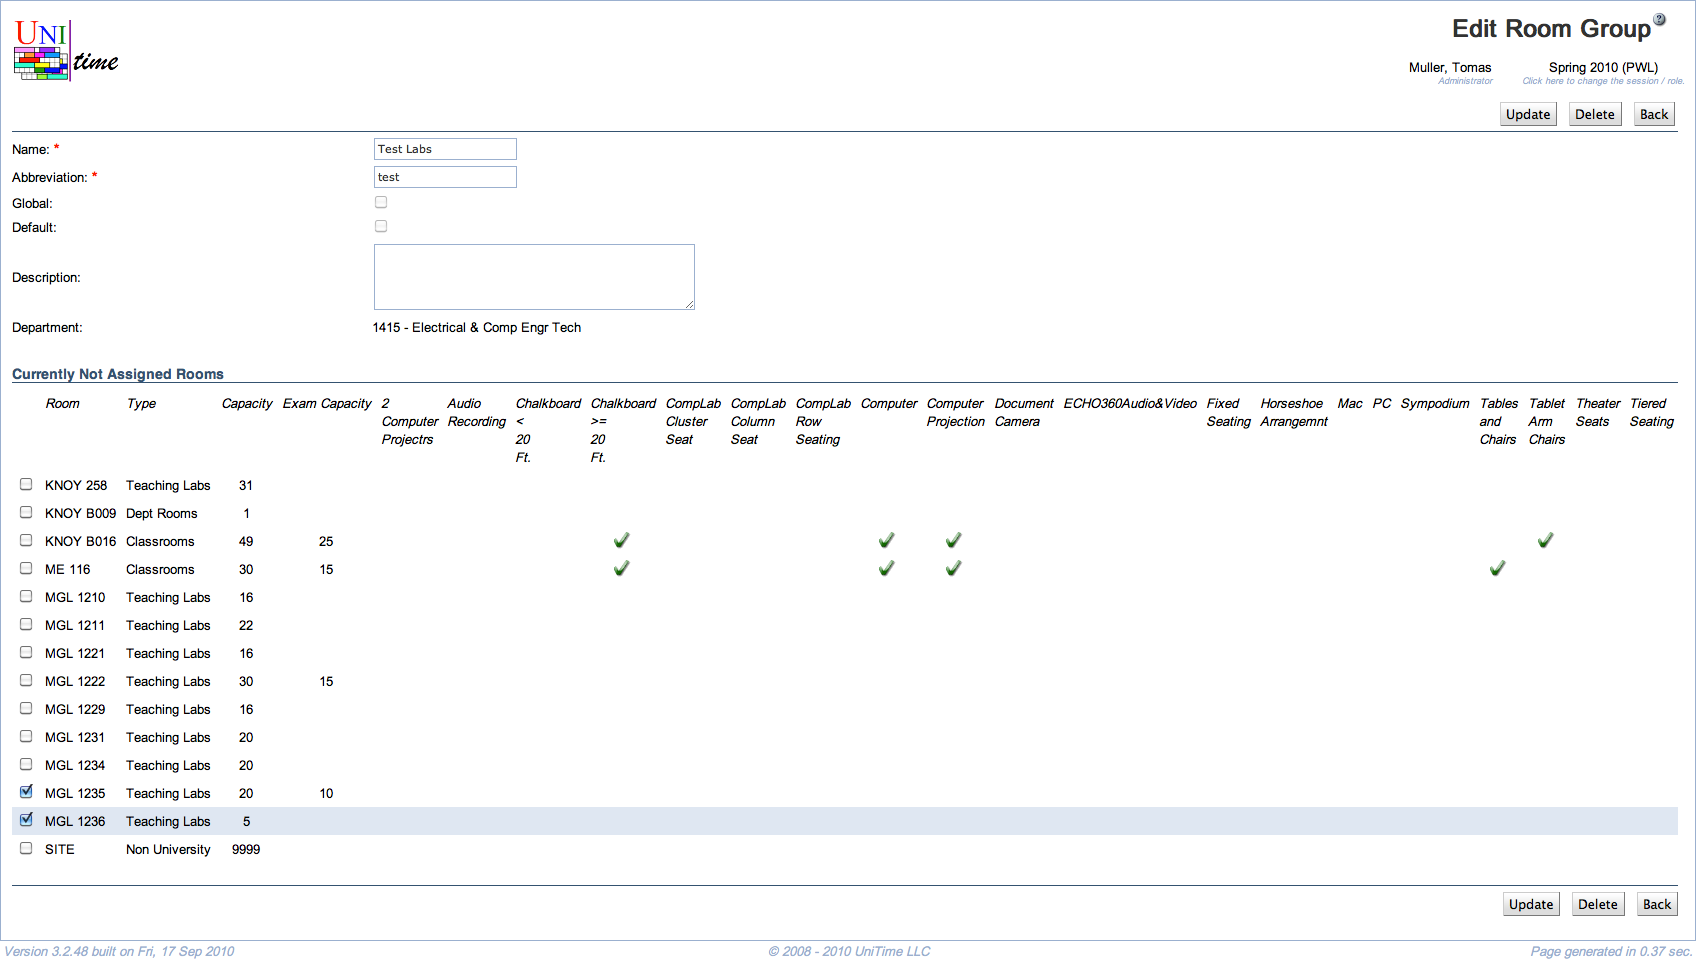 UNI time
Edit Room Group ?
Muller, Tomas Spring 2010 (PWL)
Administrator Click here to change the session / role.
Update Delete Back
Name: * Test Labs
Abbreviation: * test
Global:
Default:
Description:
Department: 1415 - Electrical & Comp Engr Tech
Currently Not Assigned Rooms
Room Type Capacity Exam Capacity 2 Audio Chalkboard Chalkboard CompLab CompLab CompLab Computer Computer Document ECHO360Audio&Video Fixed Horseshoe Mac PC Sympodium Tables Tablet Theater Tiered
Computer Recording < >= Cluster Column Row Projection Camera Seating Arrangemnt and Arm Seats Seating
Projectrs 20 20 Seat Seat Seating Chairs Chairs
Ft. Ft.
KNOY 258 Teaching Labs 31
KNOY B009 Dept Rooms 1
KNOY B016 Classrooms 49 25
ME 116 Classrooms 30 15
MGL 1210 Teaching Labs 16
MGL 1211 Teaching Labs 22
MGL 1221 Teaching Labs 16
MGL 1222 Teaching Labs 30 15
MGL 1229 Teaching Labs 16
MGL 1231 Teaching Labs 20
MGL 1234 Teaching Labs 20
MGL 1235 Teaching Labs 20 10
MGL 1236 Teaching Labs 5
SITE Non University 9999
Update Delete Back
Version 3.2.48 built on Fri, 17 Sep 2010 © 2008 - 2010 UniTime LLC Page generated in 0.37 sec.